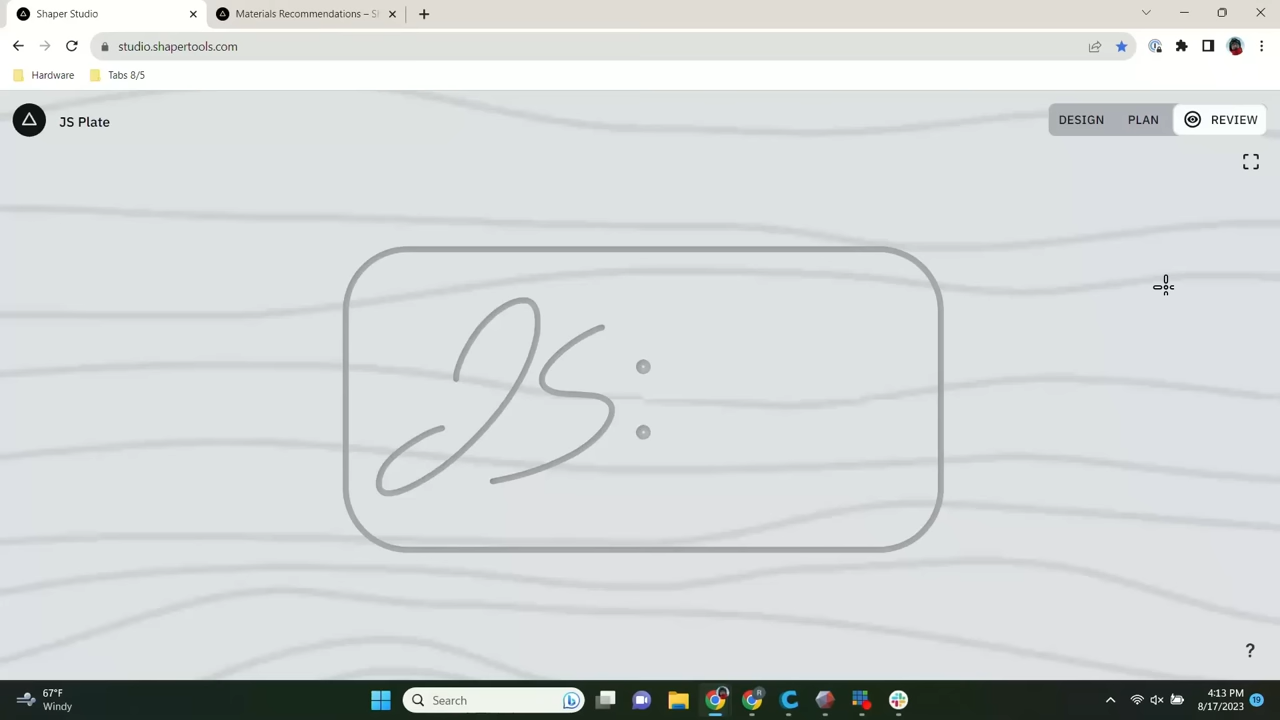 Shaper Studio
Materials Recommendations – S
studio.shapertools.com
Hardware
Tabs 8/5
JS Plate
DESIGN
PLAN
REVIEW
JS:
?
67°F
Windy
Search
4:13 PM
8/17/2023
19